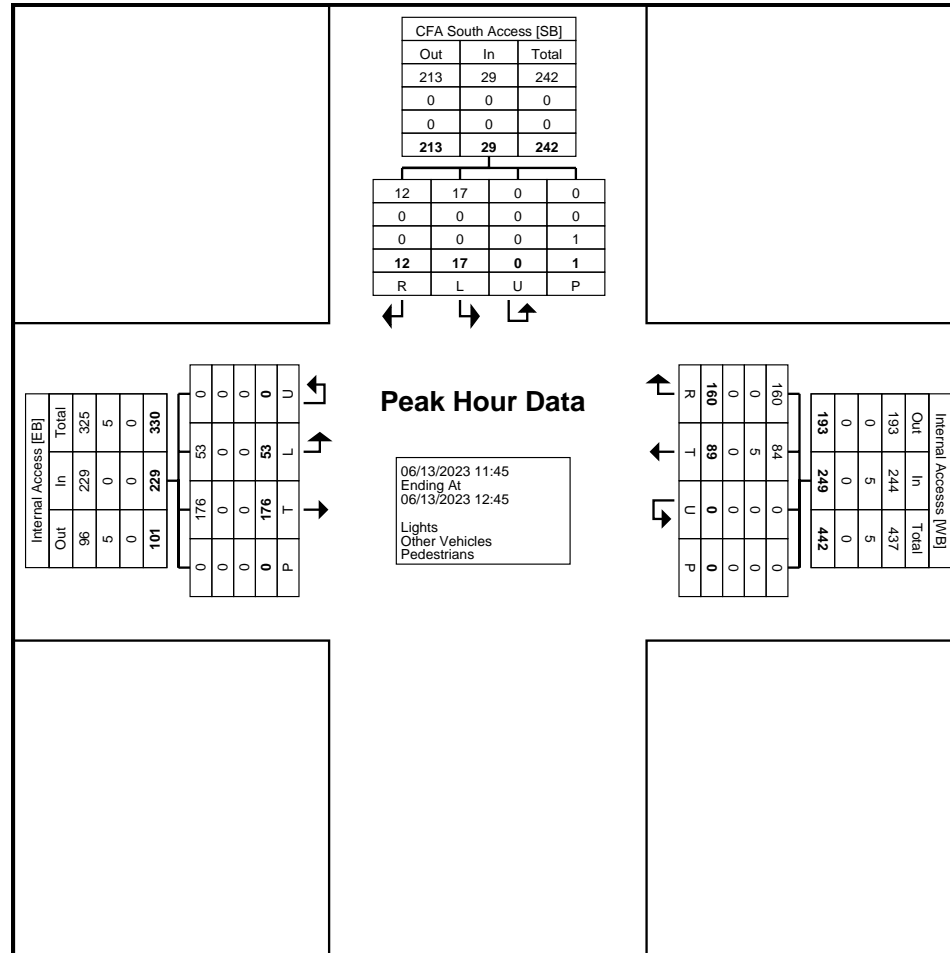 CFA South Access [SB]
Out In Total
213 29 242
0 0 0
0 0 0
213 29 242
12 17 0 0
0 0 0 0
0 0 0 1
12 17 0 1
R L U P
Peak Hour Data
06/13/2023 11:45
Ending At
06/13/2023 12:45
Lights
Other Vehicles
Pedestrians
Internal Access [EB]
Out In Total
96 229 325
5 0 5
0 0 0
101 229 330
0 176 53 0
0 0 0 0
0 0 0 0
0 176 53 0
P T L U
Internal Accesss [WB]
Out In Total
193 244 437
0 5 5
0 0 0
193 249 442
160 84 0 0
0 5 0 0
0 0 0 0
160 89 0 0
R T U P